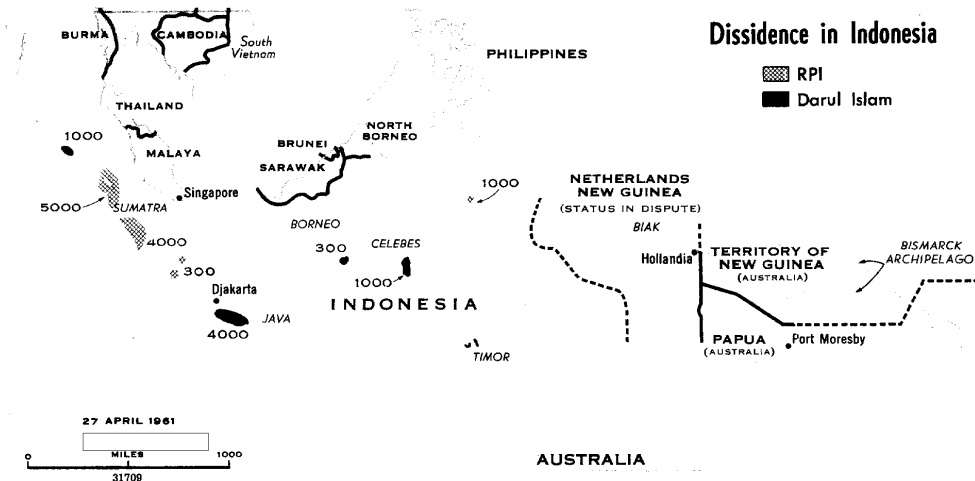 Dissidence in Indonesia
RPI
Darul Islam
BURMA
CAMBODIA
South
Vietnam
PHILIPPINES
THAILAND
1000
MALAYA
BRUNEI
NORTH
BORNEO
SARAWAK
Singapore
5000
SUMATRA
1000
NETHERLANDS
NEW GUINEA
(STATUS IN DISPUTE)
BIAK
BORNEO
4000
300
CELEBES
Hollandia
TERRITORY OF
NEW GUINEA
(AUSTRALIA)
BISMARCK
ARCHIPELAGO
300
1000
Djakarta
INDONESIA
JAVA
4000
TIMOR
PAPUA
(AUSTRALIA)
Port Moresby
27 APRIL 1961
0
MILES
1000
31709
AUSTRALIA